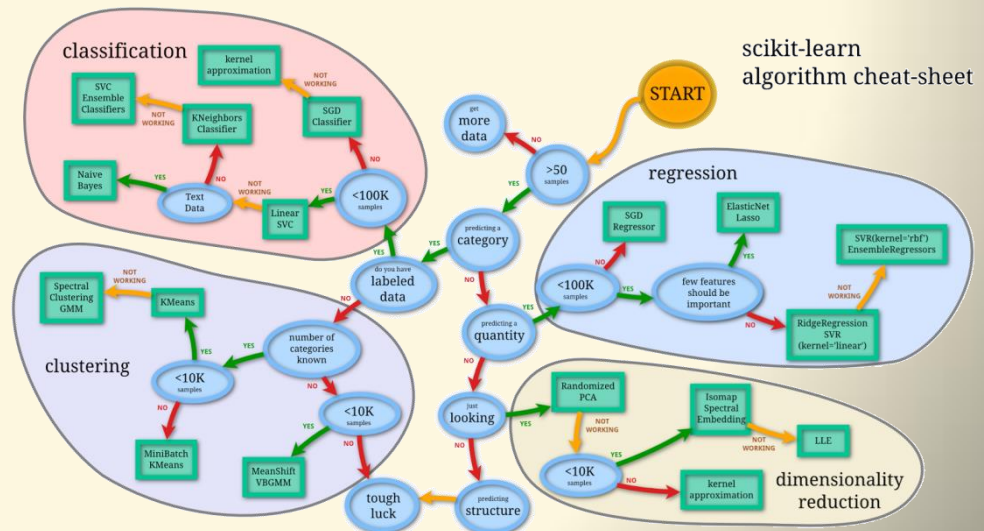 scikit-learn
algorithm cheat-sheet
START
classification
kernel
approximation
NOT
WORKING
SVC
Ensemble
Classifiers
NOT
WORKING
KNeighbors
Classifier
SGD
Classifier
NO
Naive
Bayes
YES
NO
Text
Data
NOT
WORKING
Linear
SVC
YES
<100K
samples
YES
get
more
data
NO
>50
samples
YES
predicting a
category
YES
do you have
labeled
data
NO
NO
regression
SGD
Regressor
NO
ElasticNet
Lasso
YES
SVR(kernel='rbf')
EnsembleRegressors
NOT
WORKING
<100K
samples
YES
few features
should be
important
NO
RidgeRegression
SVR
(kernel='linear')
predicting a
quantity
YES
NO
clustering
Spectral
Clustering
GMM
NOT
WORKING
KMeans
YES
number of
categories
known
YES
NO
<10K
samples
NO
MiniBatch
KMeans
<10K
samples
YES
NO
MeanShift
VBGMM
tough
luck
predicting
structure
just
looking
YES
NO
Randomized
PCA
NOT
WORKING
<10K
samples
YES
NO
Isomap
Spectral
Embedding
NOT
WORKING
LLE
kernel
approximation
dimensionality
reduction